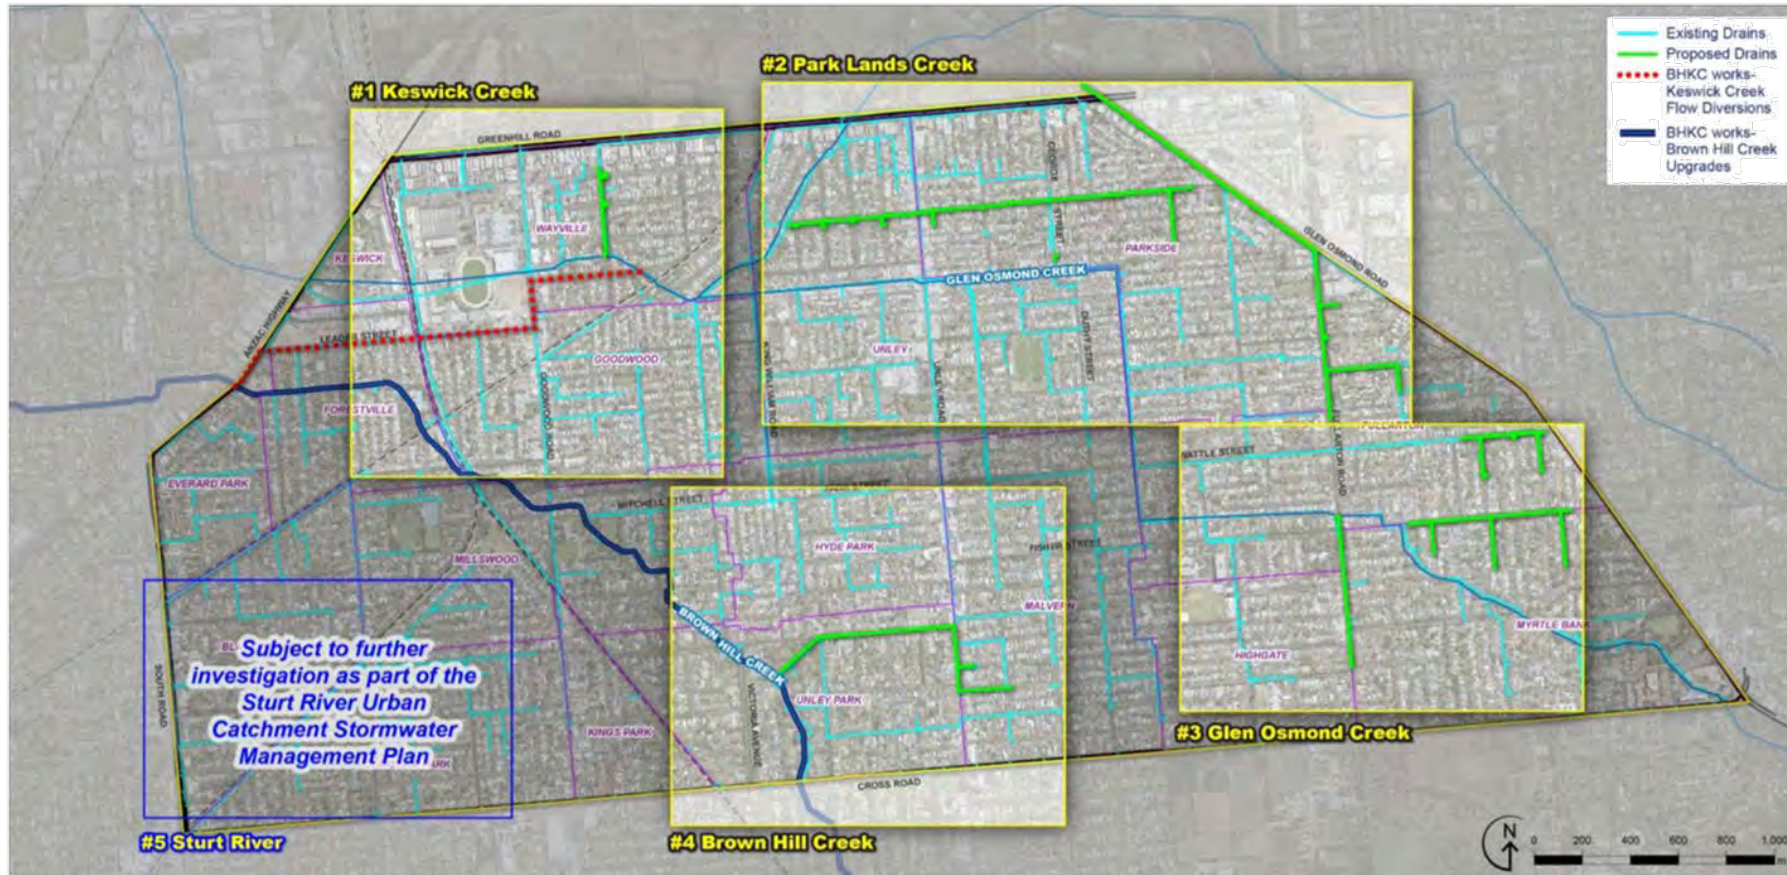 #1 Keswick Creek
#2 Park Lands Creek
Existing Drains
Proposed Drains
BHKC works-
Keswick Creek
Flow Diversions
BHKC works-
Brown Hill Creek
Upgrades
GREENHILL ROAD
GEORGE
STREET
WAYVILLE
KESWICK
PARKSIDE
GLEN OSMOND ROAD
GLEN OSMOND CREEK
ANZAC HIGHWAY
LEADER STREET
GOODWOOD
UNLEY
KING WILLIAM ROAD
UNLEY ROAD
DUTHY STREET
FORESTVILLE
GOODWOOD ROAD
FULLARTON
FULLARTON ROAD
WATTLE STREET
EVERARD PARK
MITCHELL STREET
HYDE PARK
FISHER STREET
MILLSWOOD
MALVERN
BROWN HILL CREEK
MYRTLE BANK
HIGHGATE
Subject to further
investigation as part of the
Sturt River Urban
Catchment Stormwater
Management Plan
SOUTH ROAD
VICTORIA AVENUE
UNLEY PARK
KINGS PARK
#3 Glen Osmond Creek
CROSS ROAD
#5 Sturt River
#4 Brown Hill Creek
N
0 200 400 600 800 1,000